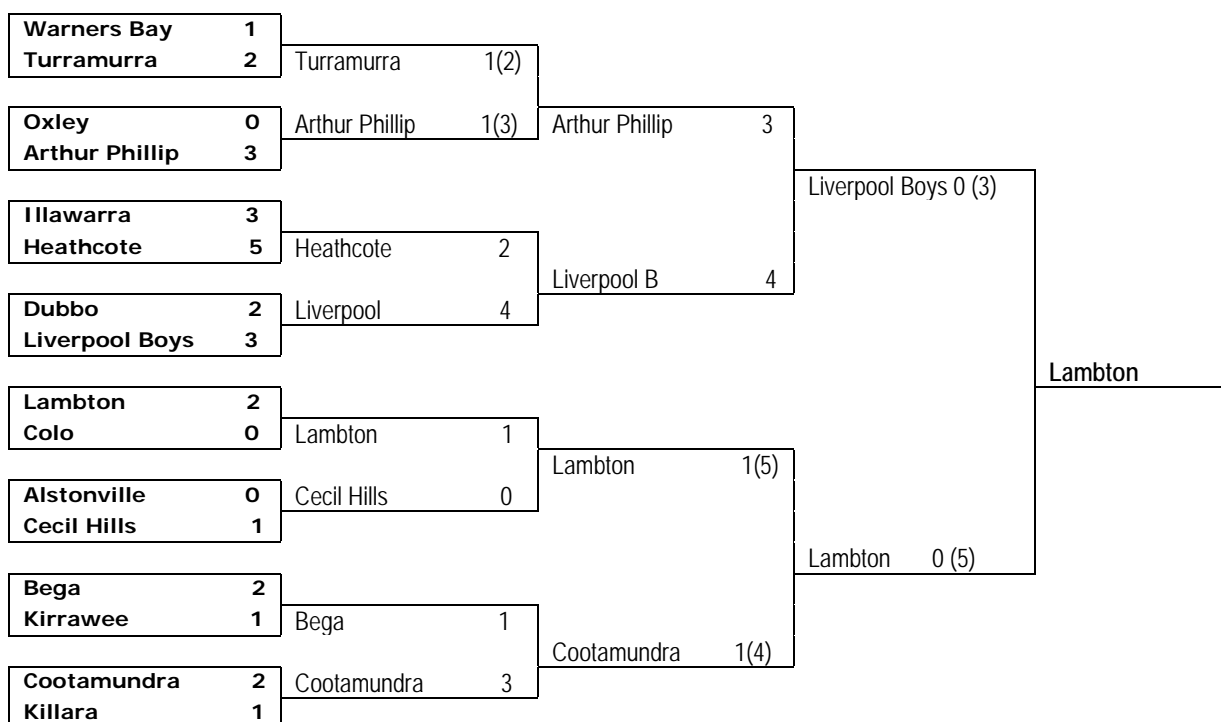 Warners Bay 1
Turramurra 2
Oxley 0
Arthur Phillip 3
Illawarra 3
Heathcote 5
Dubbo 2
Liverpool Boys 3
Lambton 2
Colo 0
Alstonville 0
Cecil Hills 1
Bega 2
Kirrawee 1
Cootamundra 2
Killara 1
Turramurra 1(2)
Arthur Phillip 1(3)
Heathcote 2
Liverpool 4
Lambton 1
Cecil Hills 0
Bega 1
Cootamundra 3
Arthur Phillip 3
Liverpool B 4
Lambton 1(5)
Cootamundra 1(4)
Liverpool Boys 0 (3)
Lambton 0 (5)
Lambton